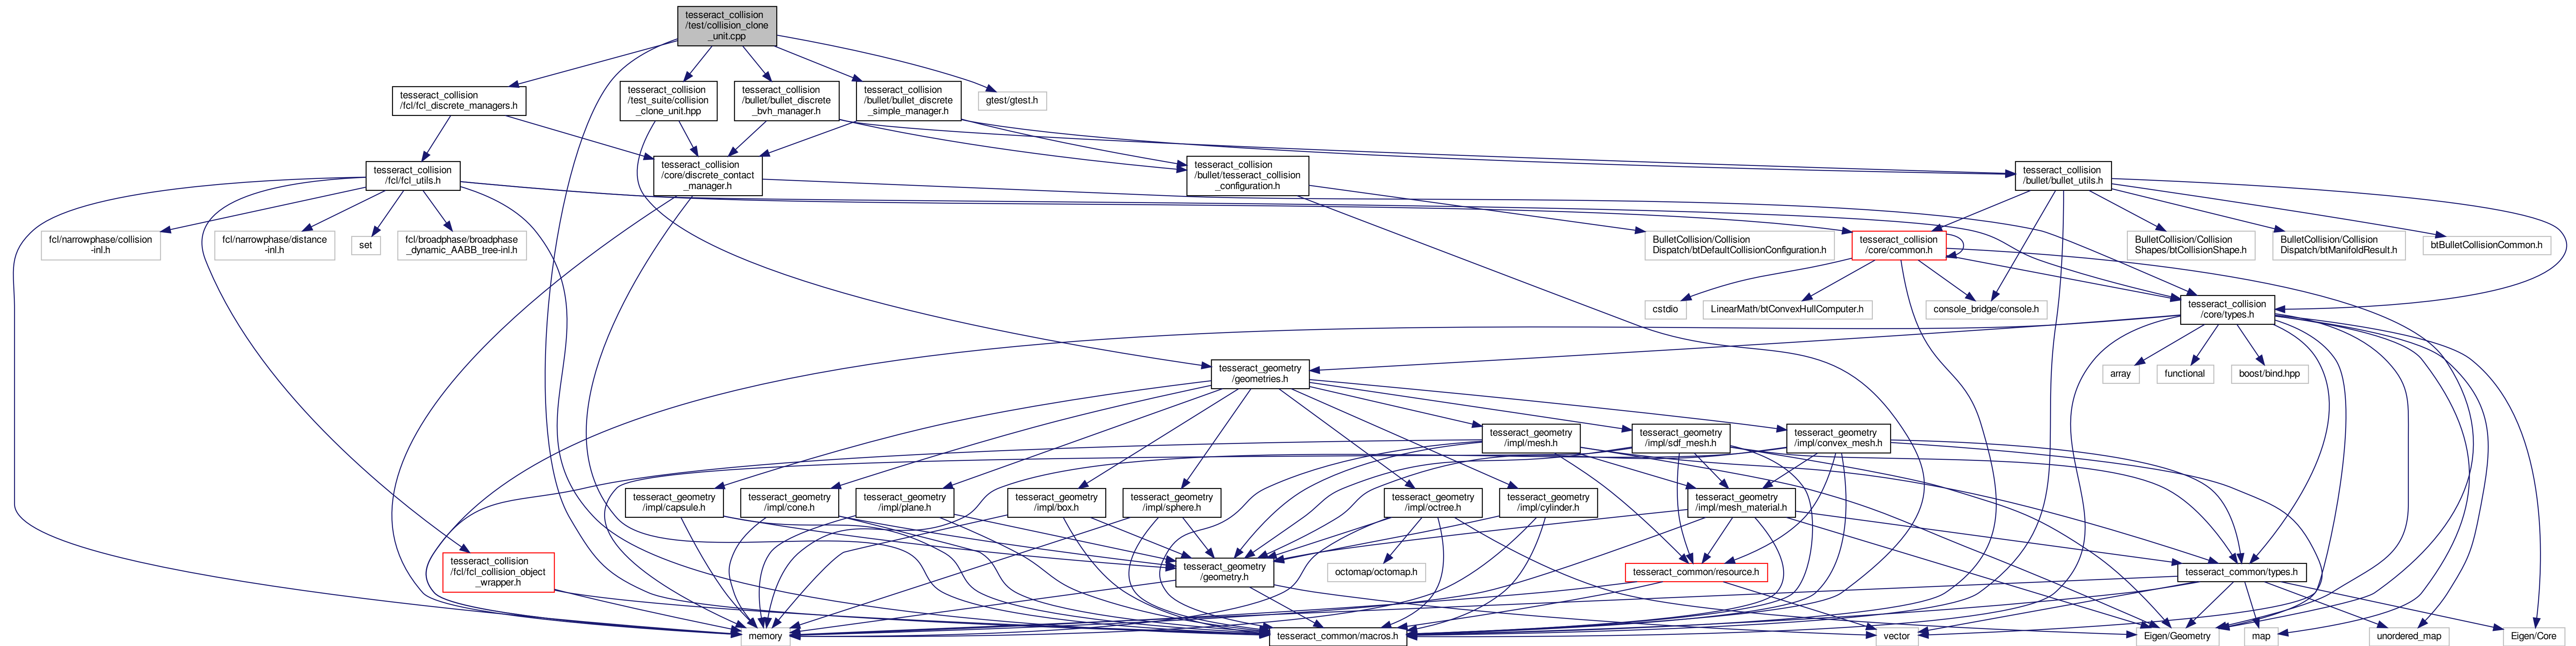 tesseract_collision
/test/collision_clone
_unit.cpp
tesseract_collision
/fcl/fcl_discrete_managers.h
tesseract_collision
/test_suite/collision
_clone_unit.hpp
tesseract_collision
/bullet/bullet_discrete
_bvh_manager.h
tesseract_collision
/bullet/bullet_discrete
_simple_manager.h
gtest/gtest.h
tesseract_collision
/fcl/fcl_utils.h
tesseract_collision
/core/discrete_contact
_manager.h
tesseract_collision
/bullet/tesseract_collision
_configuration.h
tesseract_collision
/bullet/bullet_utils.h
fcl/narrowphase/collision
-inl.h
fcl/narrowphase/distance
-inl.h
set
fcl/broadphase/broadphase
_dynamic_AABB_tree-inl.h
BulletCollision/Collision
Dispatch/btDefaultCollisionConfiguration.h
tesseract_collision
/core/common.h
BulletCollision/Collision
Shapes/btCollisionShape.h
BulletCollision/Collision
Dispatch/btManifoldResult.h
btBulletCollisionCommon.h
cstdio
LinearMath/btConvexHullComputer.h
console_bridge/console.h
tesseract_collision
/core/types.h
tesseract_geometry
/geometries.h
array
functional
boost/bind.hpp
tesseract_geometry
/impl/mesh.h
tesseract_geometry
/impl/sdf_mesh.h
tesseract_geometry
/impl/convex_mesh.h
tesseract_geometry
/impl/capsule.h
tesseract_geometry
/impl/cone.h
tesseract_geometry
/impl/plane.h
tesseract_geometry
/impl/box.h
tesseract_geometry
/impl/sphere.h
tesseract_geometry
/impl/octree.h
tesseract_geometry
/impl/cylinder.h
tesseract_geometry
/impl/mesh_material.h
tesseract_collision
/fcl/fcl_collision_object
_wrapper.h
tesseract_geometry
/geometry.h
octomap/octomap.h
tesseract_common/resource.h
tesseract_common/types.h
memory
tesseract_common/macros.h
vector
Eigen/Geometry
map
unordered_map
Eigen/Core